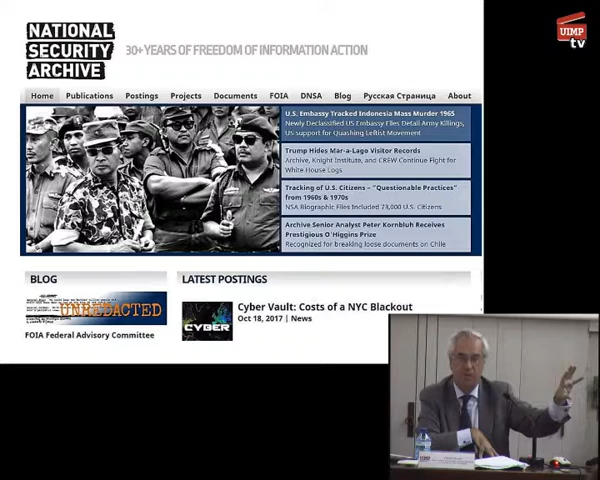 NATIONAL
SECURITY
ARCHIVE
30+YEARS OF FREEDOM OF INFORMATION ACTION
UIMP
tv
Home Publications Postings Projects Documents FOIA DNSA Blog Русская Страница About
U.S. Embassy Tracked Indonesia Mass Murder 1965
Newly Declassified US Embassy Files Detail Army Killings,
US support for Quashing Leftist Movement
Trump Hides Mar-a-Lago Visitor Records
Archive, Knight Institute, and CREW Continue Fight for
White House Logs
Tracking of U.S. Citizens – "Questionable Practices"
from 1960s & 1970s
NSA Biographic Files Included 73,000 U.S. Citizens
Archive Senior Analyst Peter Kornbluh Receives
Prestigious O'Higgins Prize
Recognized for breaking loose documents on Chile
BLOG
LATEST POSTINGS
UNREDACTED
FOIA Federal Advisory Committee
CYBER
Cyber Vault: Costs of a NYC Blackout
Oct 18, 2017 | News